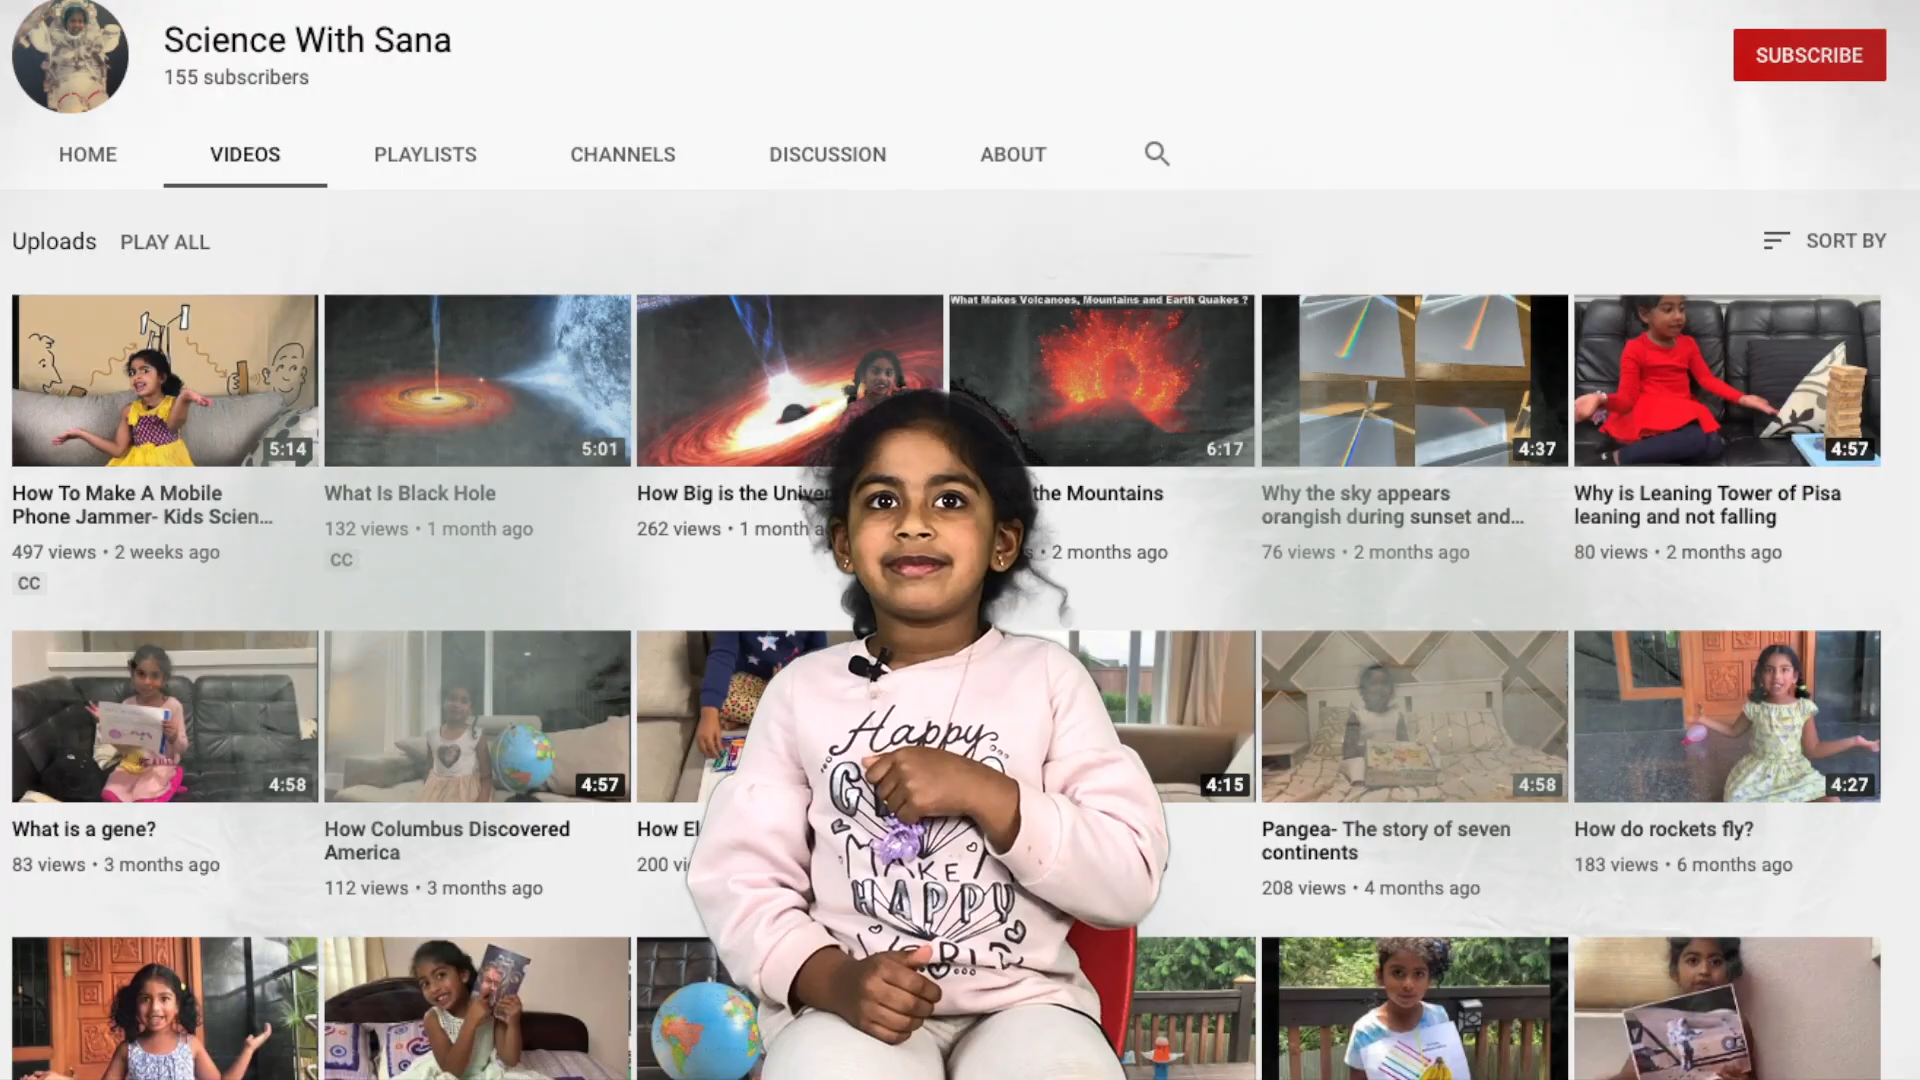 Science With Sana
155 subscribers
SUBSCRIBE
HOME
VIDEOS
PLAYLISTS
CHANNELS
DISCUSSION
ABOUT
Uploads
PLAY ALL
SORT BY
5:14
5:01
What Makes Volcanoes, Mountains and Earth Quakes ?
6:17
4:37
4:57
How To Make A Mobile
Phone Jammer- Kids Scien...
497 views • 2 weeks ago
CC
What Is Black Hole
132 views • 1 month ago
CC
How Big is the
262 views • 1 month
the Mountains
• 2 months ago
Why the sky appears
orangish during sunset and...
76 views • 2 months ago
Why is Leaning Tower of Pisa
leaning and not falling
80 views • 2 months ago
4:58
4:57
4:15
4:58
4:27
What is a gene?
83 views • 3 months ago
How Columbus Discovered
America
112 views • 3 months ago
How
200
Pangea- The story of seven
continents
208 views • 4 months ago
How do rockets fly?
183 views • 6 months ago
Happy
MAKE
HAPPY